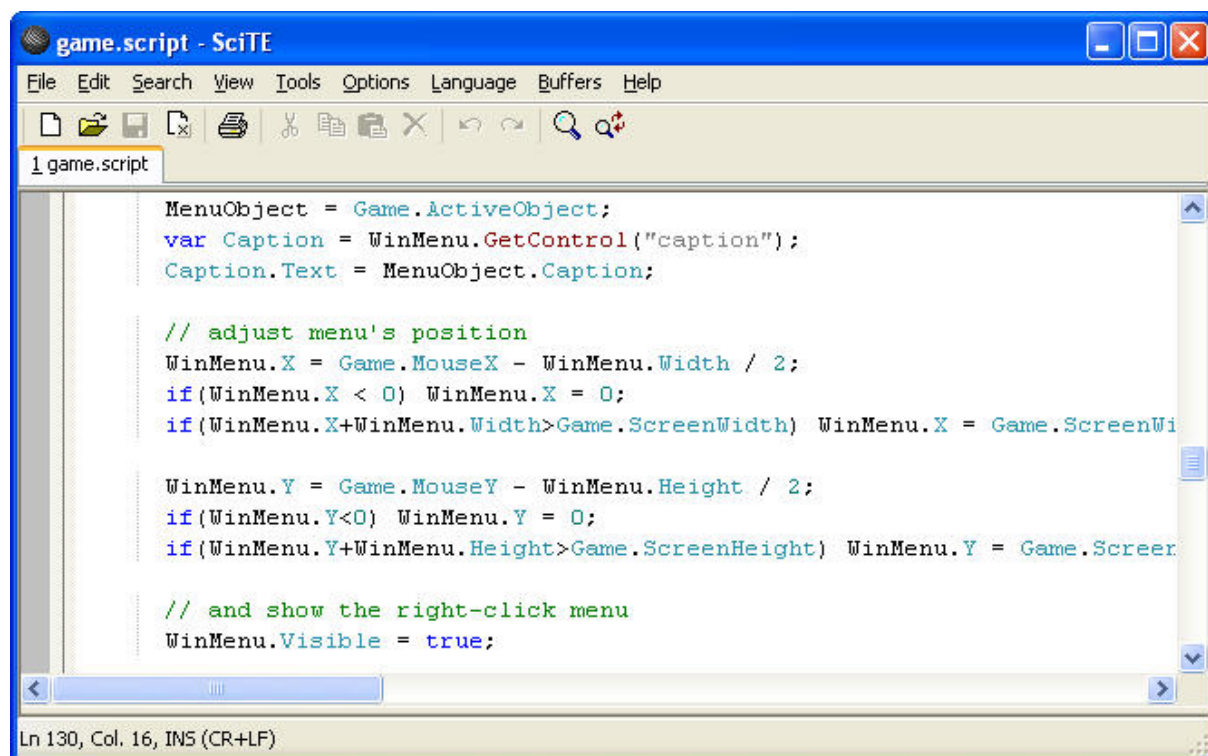 game.script - SciTE
File Edit Search View Tools Options Language Buffers Help
1 game.script
MenuObject = Game.ActiveObject;
var Caption = WinMenu.GetControl("caption");
Caption.Text = MenuObject.Caption;
// adjust menu's position
WinMenu.X = Game.MouseX - WinMenu.Width / 2;
if(WinMenu.X < 0) WinMenu.X = 0;
if(WinMenu.X+WinMenu.Width>Game.ScreenWidth) WinMenu.X = Game.ScreenWi
WinMenu.Y = Game.MouseY - WinMenu.Height / 2;
if(WinMenu.Y<0) WinMenu.Y = 0;
if(WinMenu.Y+WinMenu.Height>Game.ScreenHeight) WinMenu.Y = Game.Screen
// and show the right-click menu
WinMenu.Visible = true;
Ln 130, Col. 16, INS (CR+LF)